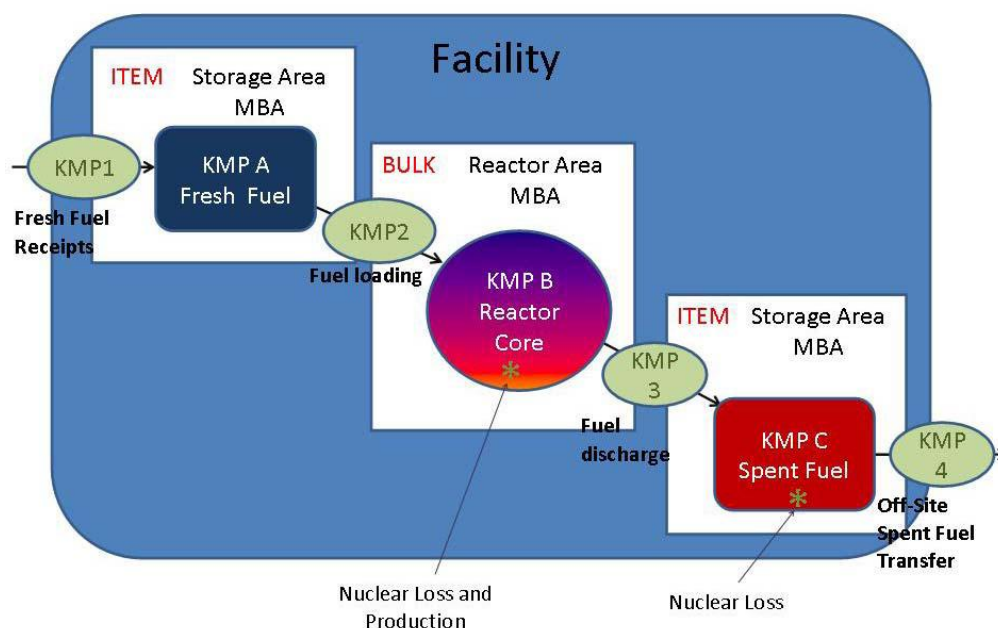 Facility
ITEM
Storage Area
MBA
KMP1
KMP A
Fresh Fuel
Fresh Fuel
Receipts
KMP2
Fuel loading
BULK
Reactor Area
MBA
KMP B
Reactor
Core
*
KMP
3
Fuel
discharge
ITEM
Storage Area
MBA
KMP C
Spent Fuel
*
KMP
4
Off-Site
Spent Fuel
Transfer
Nuclear Loss and
Production
Nuclear Loss